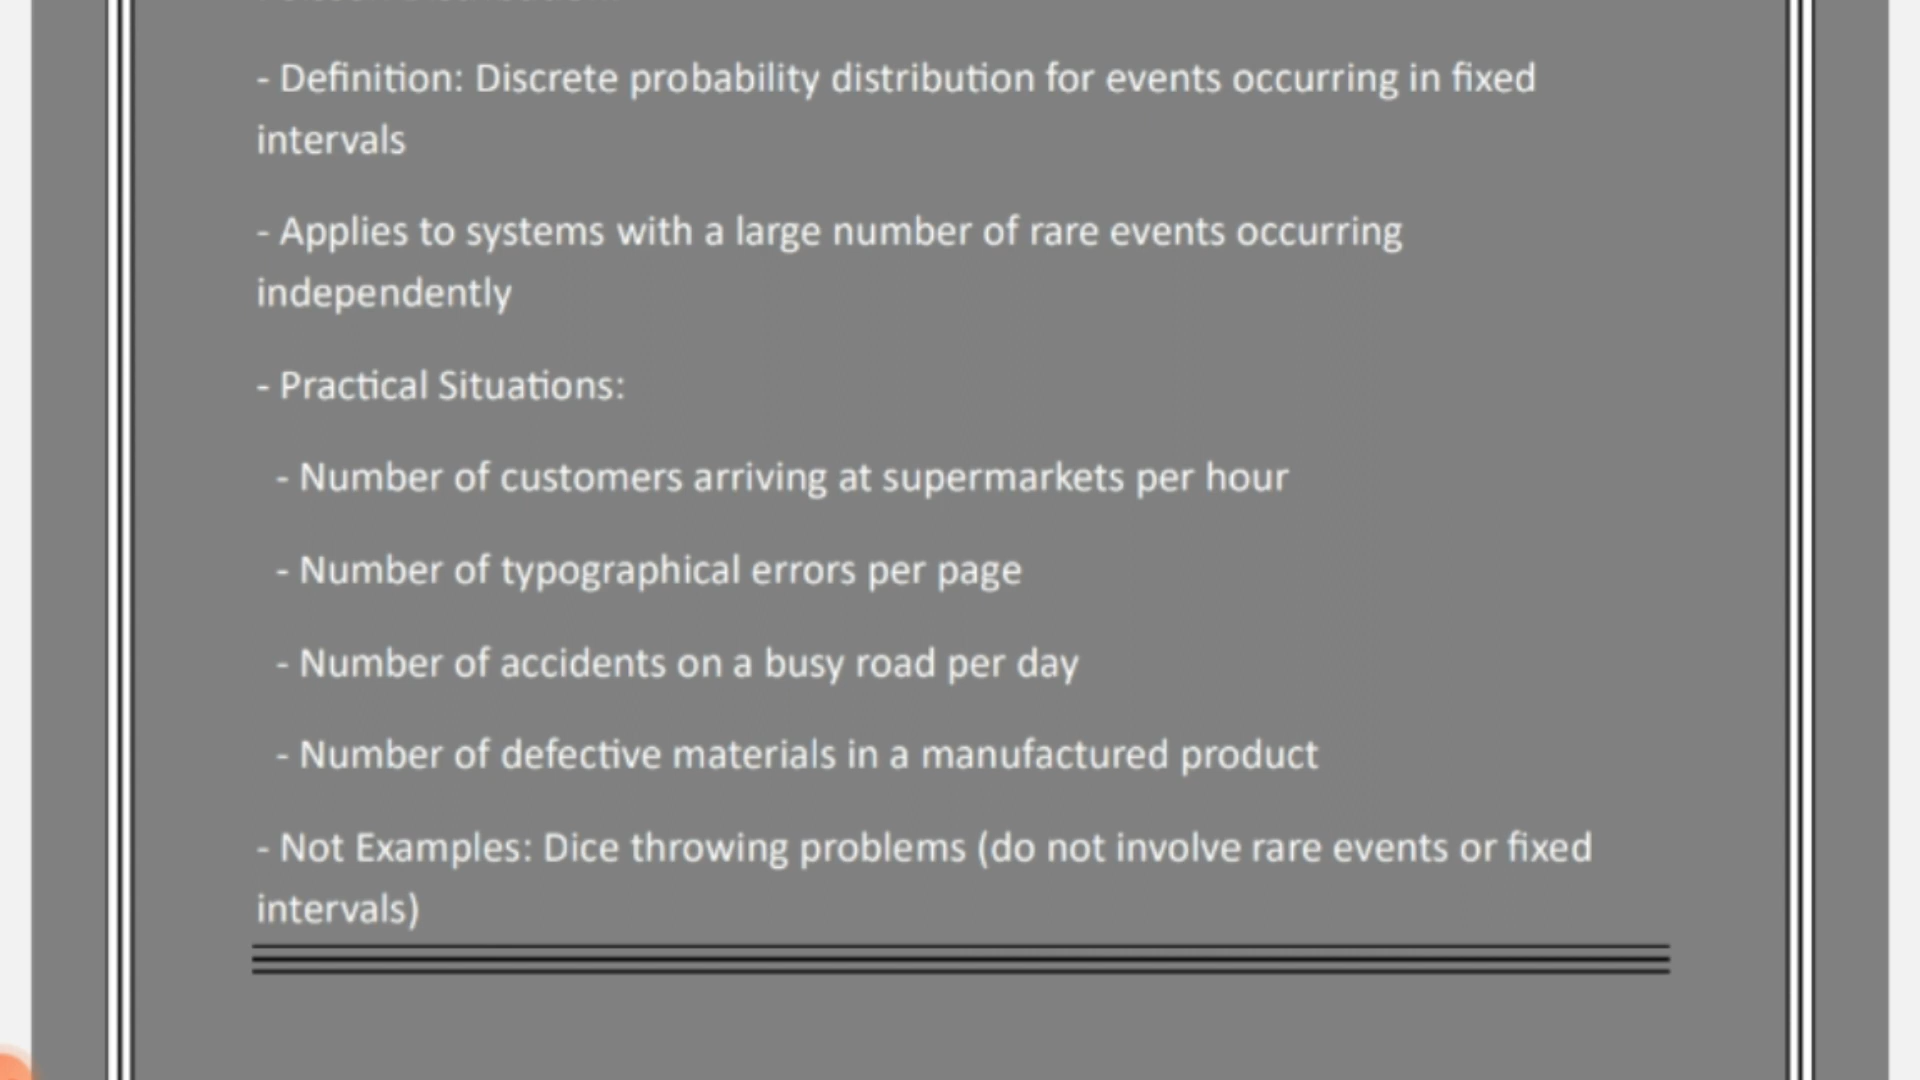 - Definition: Discrete probability distribution for events occurring in fixed
intervals
- Applies to systems with a large number of rare events occurring
independently
- Practical Situations:
- Number of customers arriving at supermarkets per hour
- Number of typographical errors per page
- Number of accidents on a busy road per day
- Number of defective materials in a manufactured product
- Not Examples: Dice throwing problems (do not involve rare events or fixed
intervals)